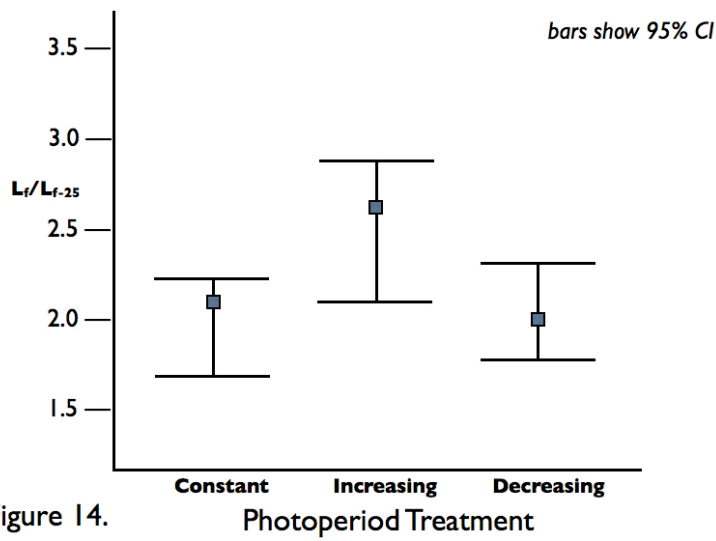 bars show 95% CI
3.5
3.0
Lf/Lf-25
2.5
2.0
1.5
Constant Increasing Decreasing
igure 14.
Photoperiod Treatment